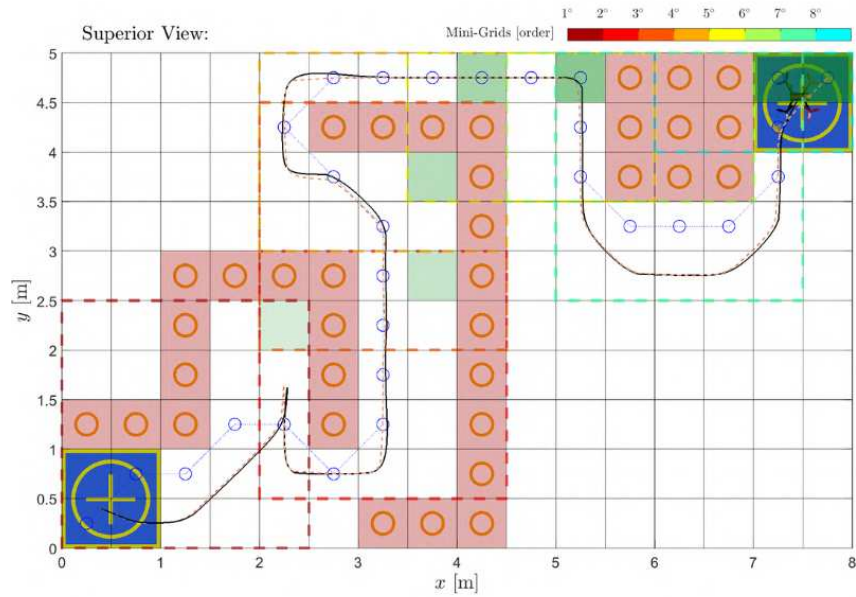 Superior View:
Mini-Grids [order]
1° 2° 3° 4° 5° 6° 7° 8°
5
4.5
4
3.5
3
2.5
2
1.5
1
0.5
0
y [m]
0 1 2 3 4 5 6 7 8
x [m]